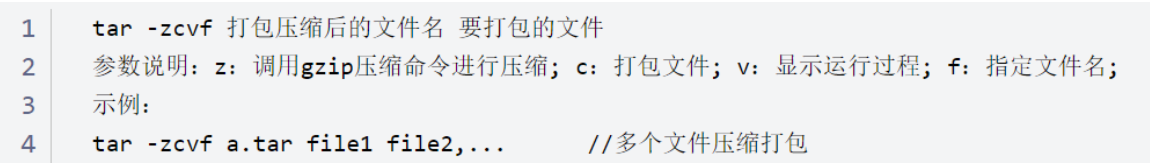 1 tar -zcvf 打包压缩后的文件名 要打包的文件
2 参数说明：z：调用gzip压缩命令进行压缩; c：打包文件; v：显示运行过程; f：指定文件名;
3 示例：
4 tar -zcvf a.tar file1 file2,... //多个文件压缩打包